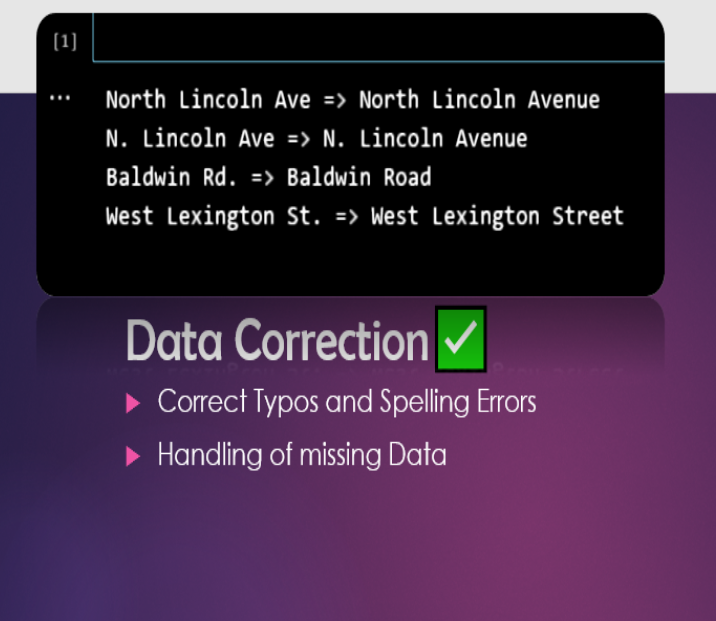 [1]
... North Lincoln Ave => North Lincoln Avenue
N. Lincoln Ave => N. Lincoln Avenue
Baldwin Rd. => Baldwin Road
West Lexington St. => West Lexington Street
Data Correction ✓
Correct Typos and Spelling Errors
Handling of missing Data